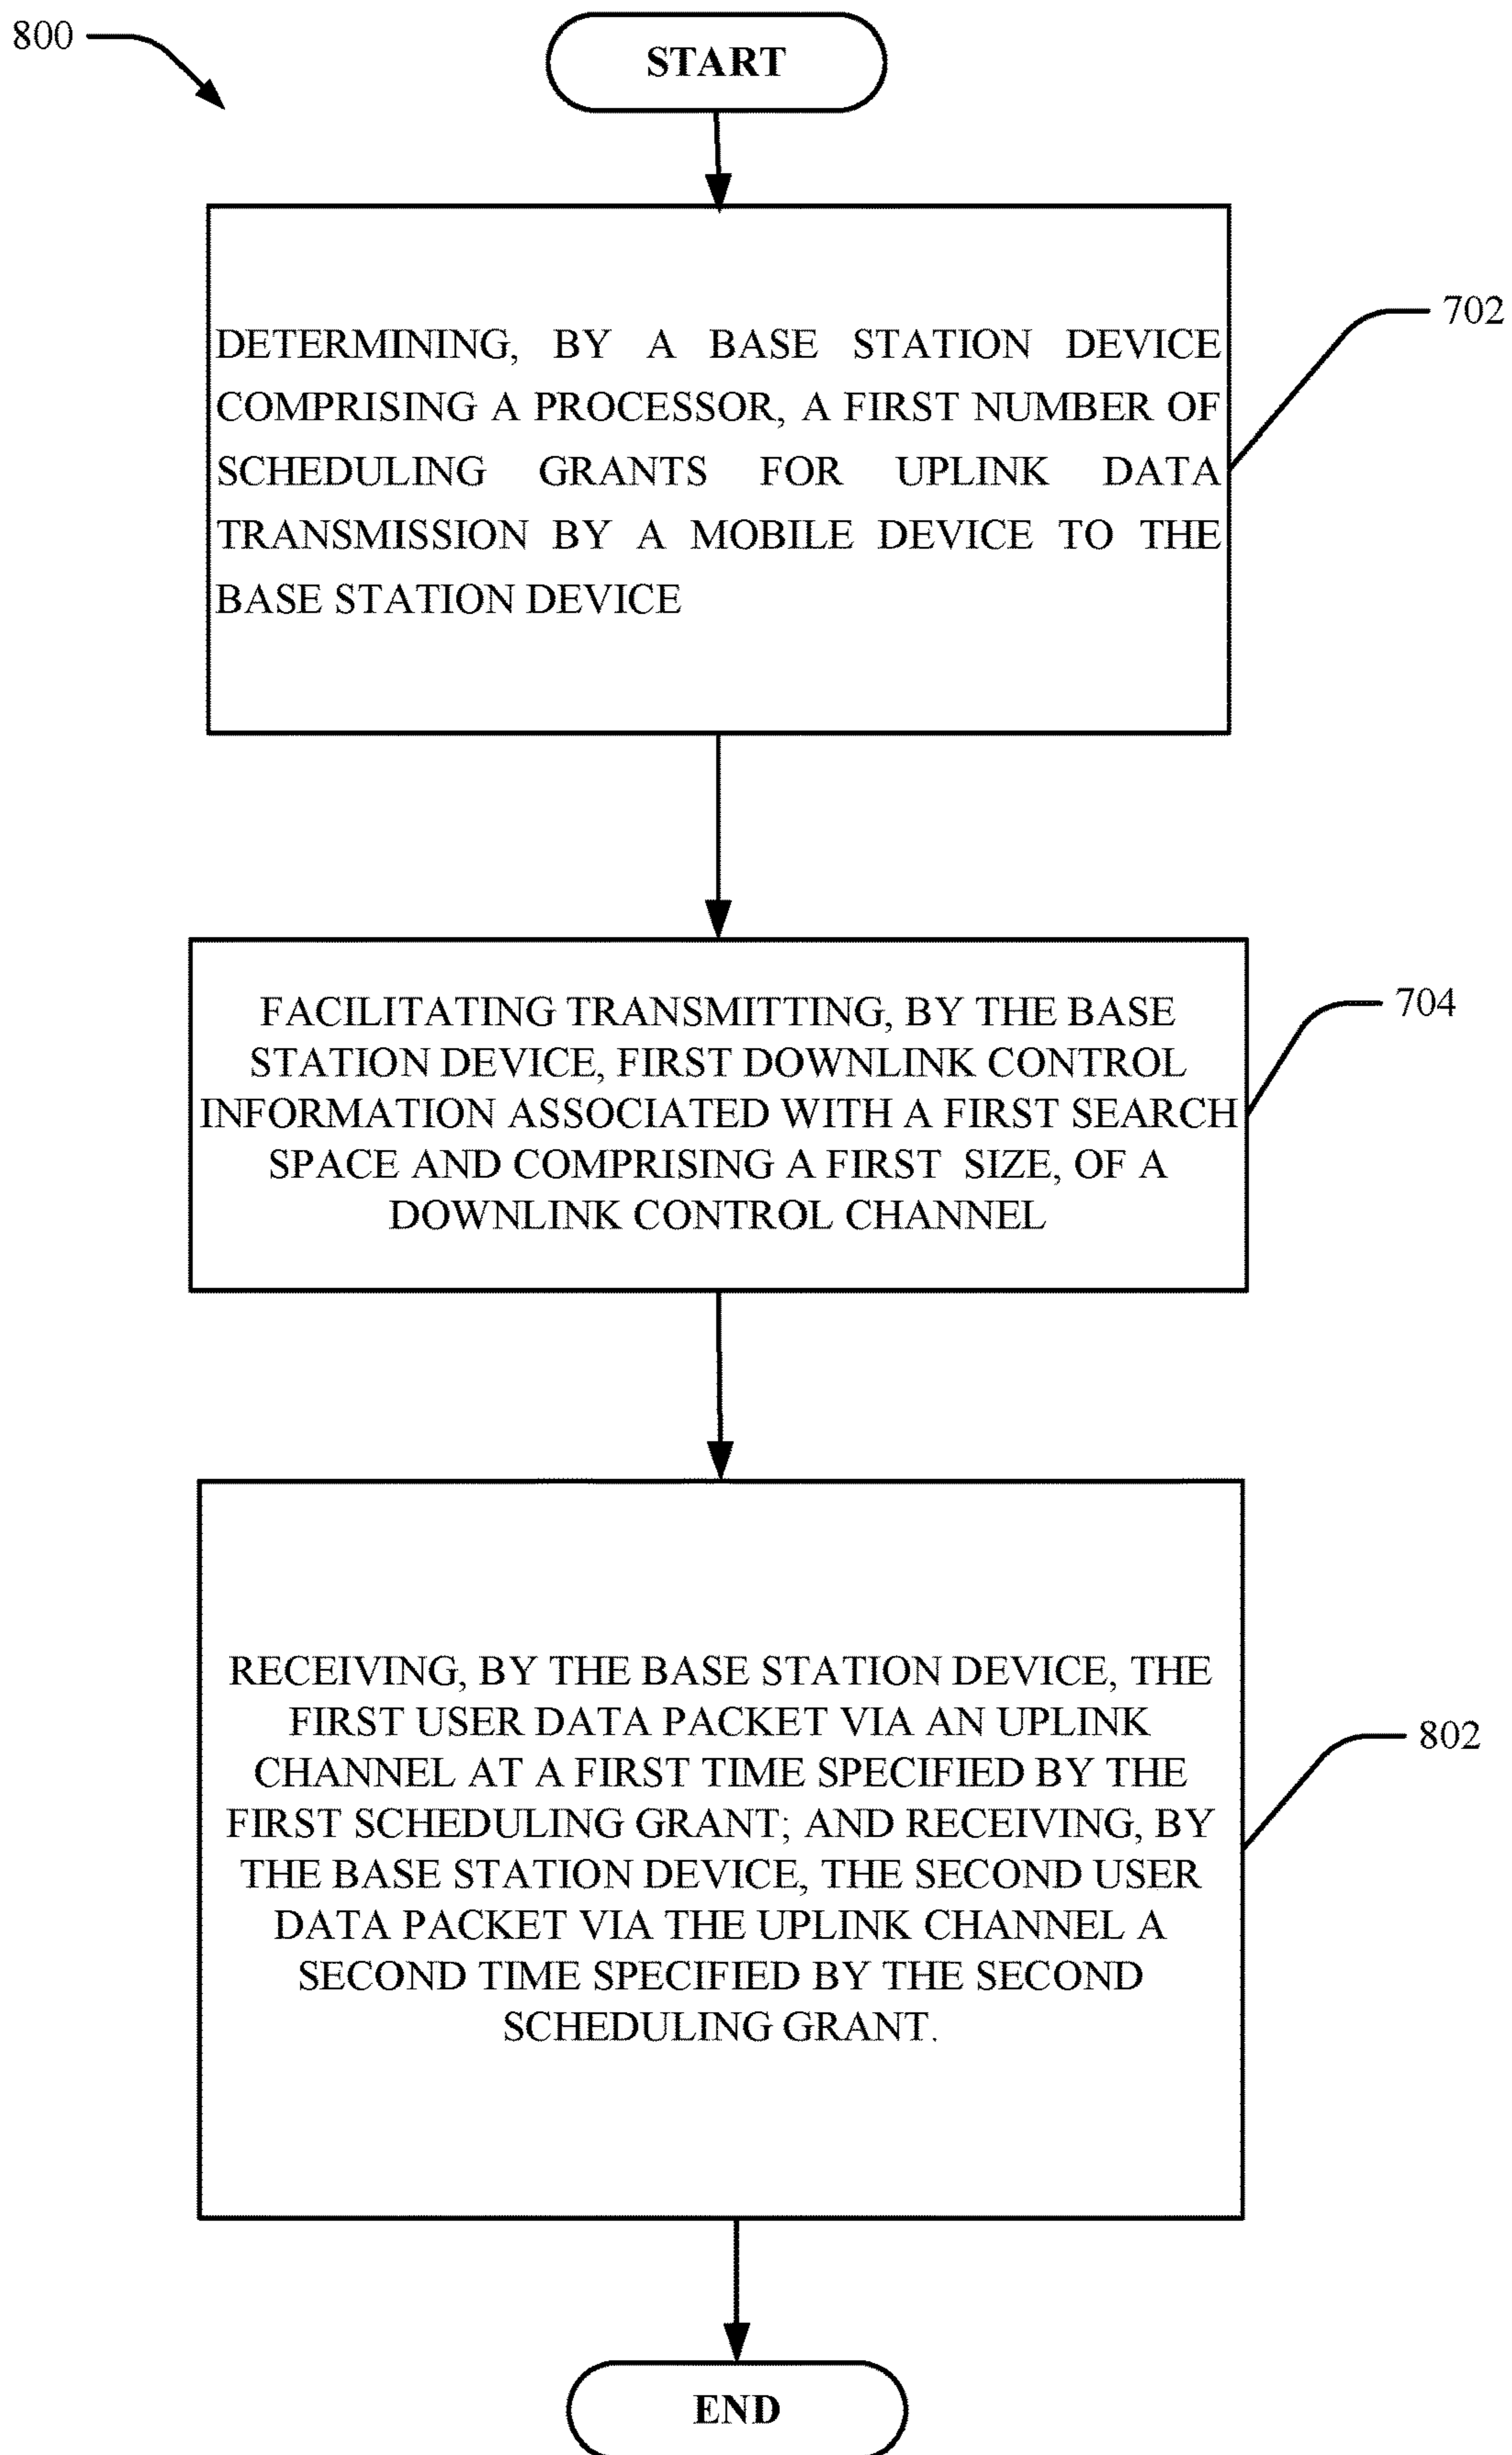 800
START
DETERMINING, BY A BASE STATION DEVICE
COMPRISING A PROCESSOR, A FIRST NUMBER OF
SCHEDULING GRANTS FOR UPLINK DATA
TRANSMISSION BY A MOBILE DEVICE TO THE
BASE STATION DEVICE
702
FACILITATING TRANSMITTING, BY THE BASE
STATION DEVICE, FIRST DOWNLINK CONTROL
INFORMATION ASSOCIATED WITH A FIRST SEARCH
SPACE AND COMPRISING A FIRST SIZE, OF A
DOWNLINK CONTROL CHANNEL
704
RECEIVING, BY THE BASE STATION DEVICE, THE
FIRST USER DATA PACKET VIA AN UPLINK
CHANNEL AT A FIRST TIME SPECIFIED BY THE
FIRST SCHEDULING GRANT; AND RECEIVING, BY
THE BASE STATION DEVICE, THE SECOND USER
DATA PACKET VIA THE UPLINK CHANNEL A
SECOND TIME SPECIFIED BY THE SECOND
SCHEDULING GRANT.
802
END